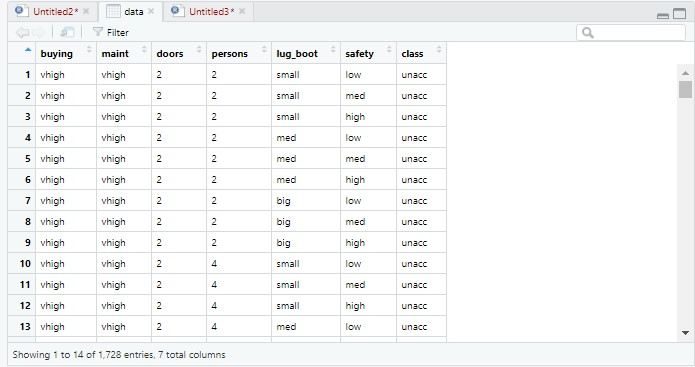 Untitled2* data Untitled3*
Filter
buying maint doors persons lug_boot safety class
1 vhigh vhigh 2 2 small low unacc
2 vhigh vhigh 2 2 small med unacc
3 vhigh vhigh 2 2 small high unacc
4 vhigh vhigh 2 2 med low unacc
5 vhigh vhigh 2 2 med med unacc
6 vhigh vhigh 2 2 med high unacc
7 vhigh vhigh 2 2 big low unacc
8 vhigh vhigh 2 2 big med unacc
9 vhigh vhigh 2 2 big high unacc
10 vhigh vhigh 2 4 small low unacc
11 vhigh vhigh 2 4 small med unacc
12 vhigh vhigh 2 4 small high unacc
13 vhigh vhigh 2 4 med low unacc
Showing 1 to 14 of 1,728 entries, 7 total columns